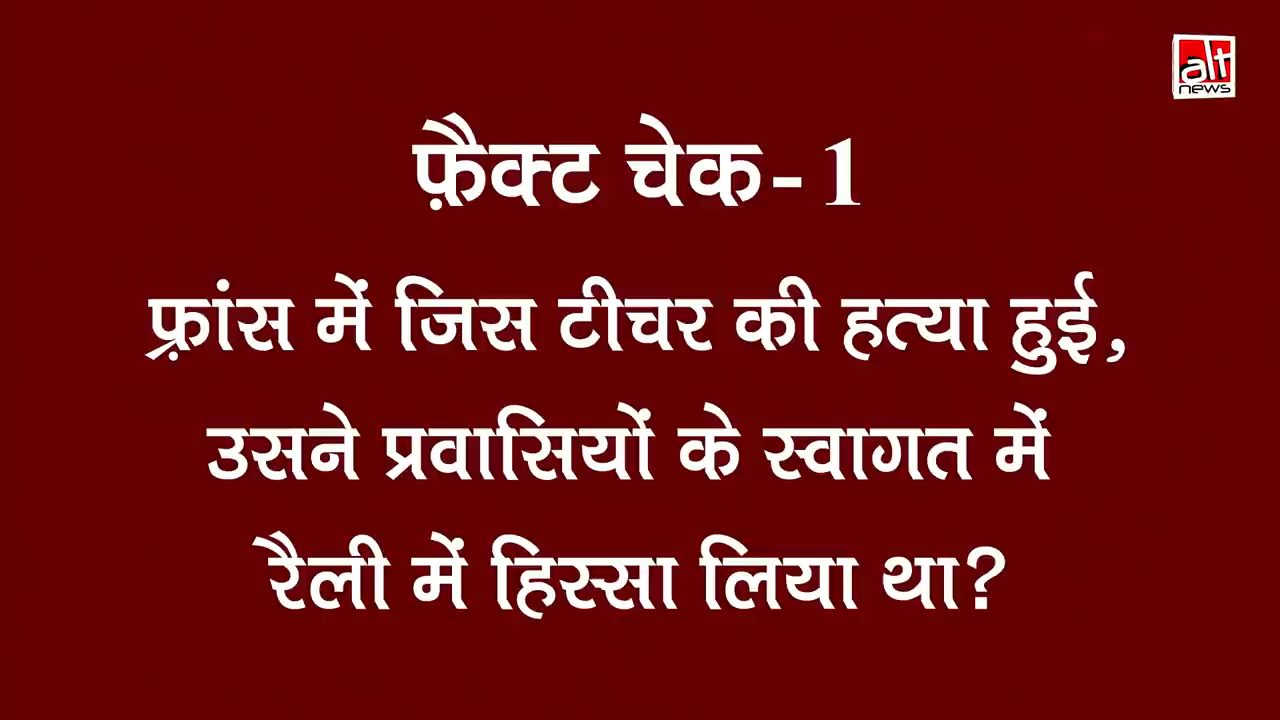 alt
news
फ़ैक्ट चेक-1
फ़्रांस में जिस टीचर की हत्या हुई,
उसने प्रवासियों के स्वागत में
रैली में हिस्सा लिया था?